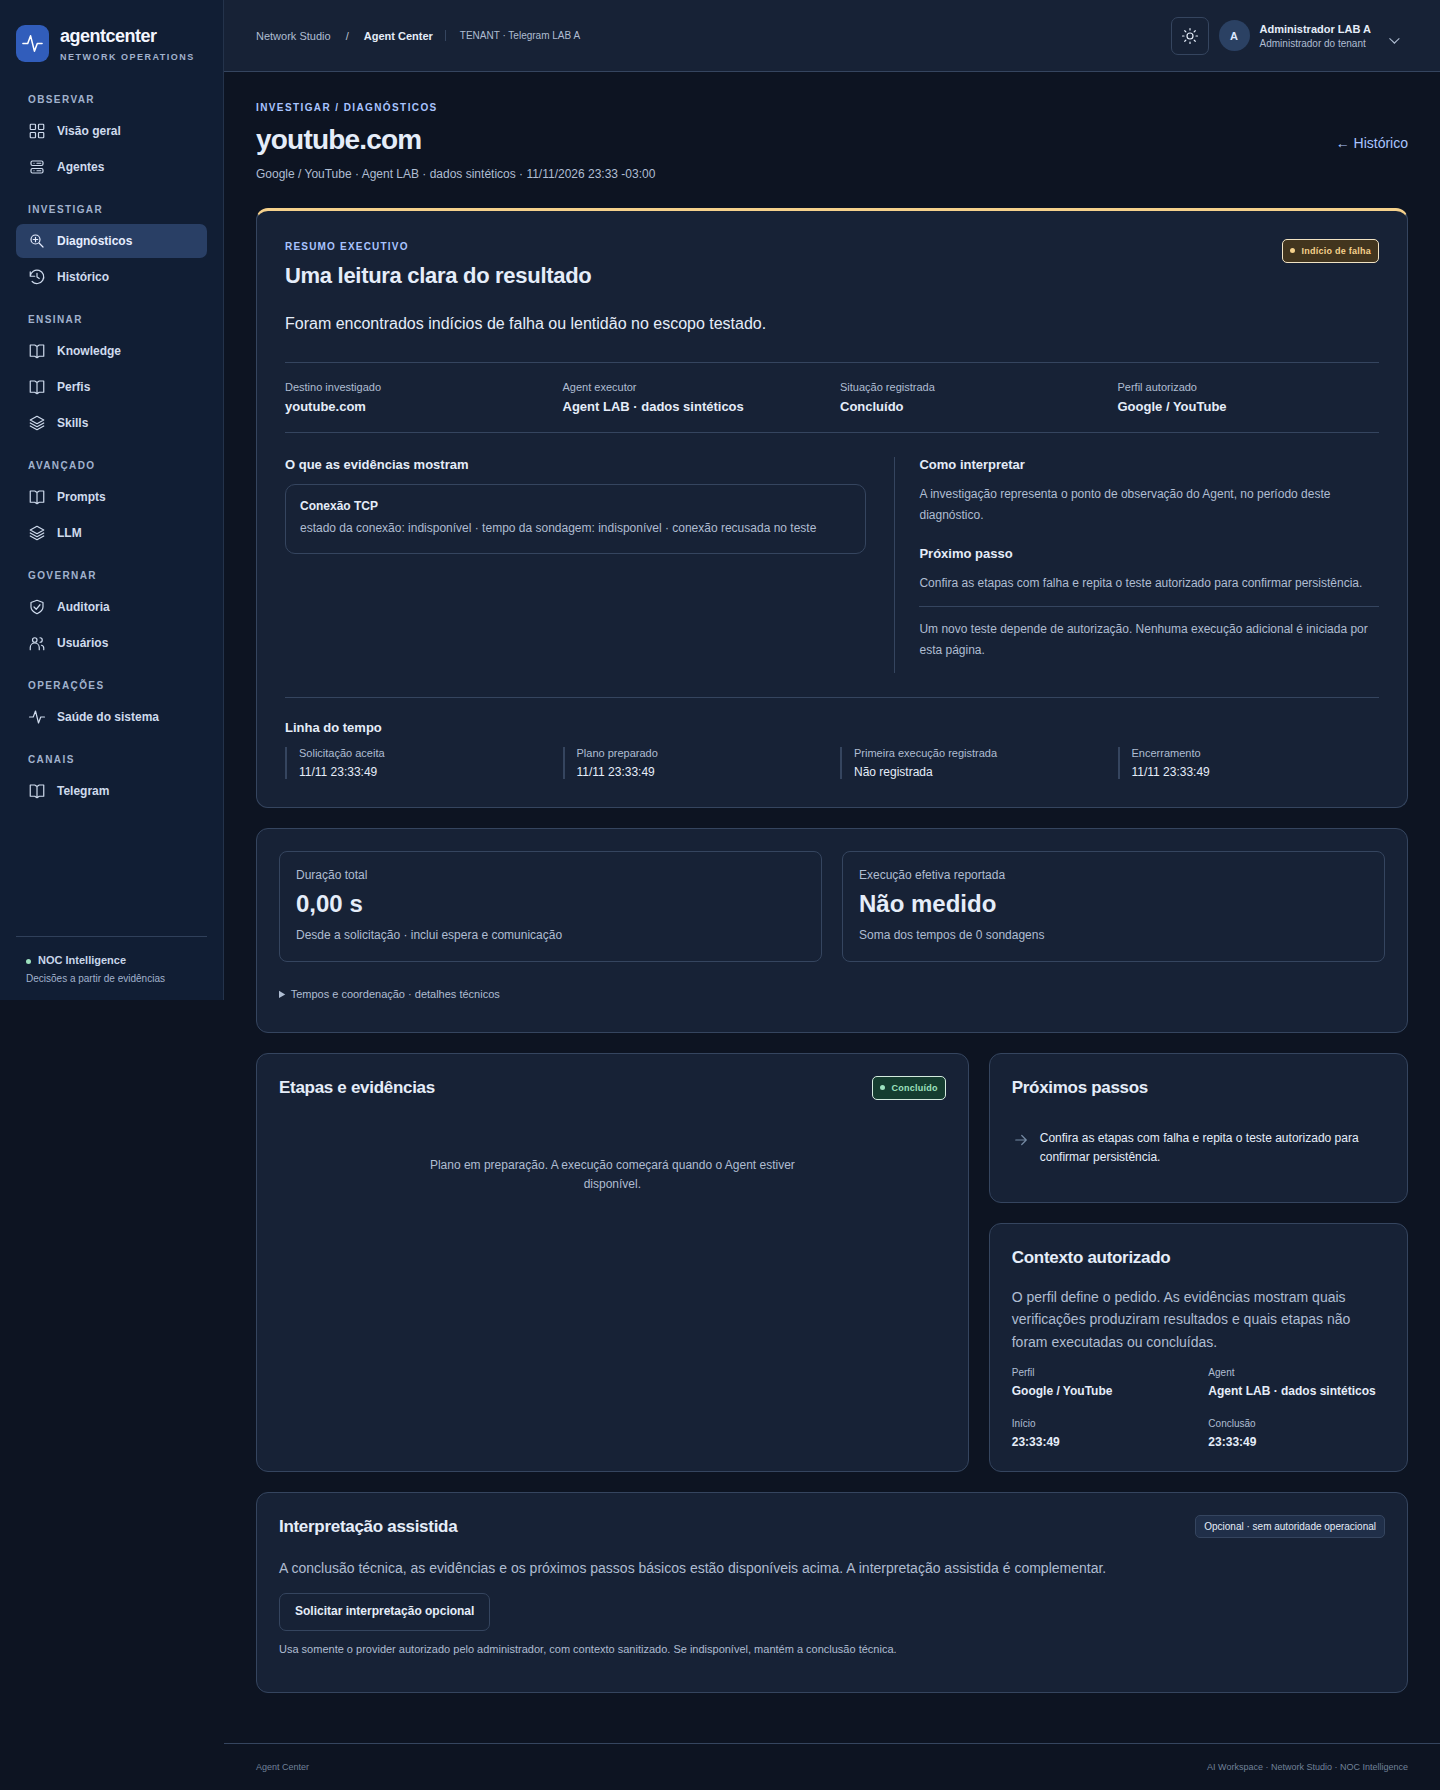 agentcenter
NETWORK OPERATIONS
OBSERVAR
Visão geral
Agentes
INVESTIGAR
Diagnósticos
Histórico
ENSINAR
Knowledge
Perfis
Skills
AVANÇADO
Prompts
LLM
GOVERNAR
Auditoria
Usuários
OPERAÇÕES
Saúde do sistema
CANAIS
Telegram
NOC Intelligence
Decisões a partir de evidências
Network Studio / Agent Center TENANT · Telegram LAB A
A
Administrador LAB A
Administrador do tenant
INVESTIGAR / DIAGNÓSTICOS
youtube.com
← Histórico
Google / YouTube · Agent LAB · dados sintéticos · 11/11/2026 23:33 -03:00
RESUMO EXECUTIVO
Indício de falha
Uma leitura clara do resultado
Foram encontrados indícios de falha ou lentidão no escopo testado.
Destino investigado
youtube.com
Agent executor
Agent LAB · dados sintéticos
Situação registrada
Concluído
Perfil autorizado
Google / YouTube
O que as evidências mostram
Conexão TCP
estado da conexão: indisponível · tempo da sondagem: indisponível · conexão recusada no teste
Como interpretar
A investigação representa o ponto de observação do Agent, no período deste
diagnóstico.
Próximo passo
Confira as etapas com falha e repita o teste autorizado para confirmar persistência.
Um novo teste depende de autorização. Nenhuma execução adicional é iniciada por
esta página.
Linha do tempo
Solicitação aceita
11/11 23:33:49
Plano preparado
11/11 23:33:49
Primeira execução registrada
Não registrada
Encerramento
11/11 23:33:49
Duração total
0,00 s
Desde a solicitação · inclui espera e comunicação
Execução efetiva reportada
Não medido
Soma dos tempos de 0 sondagens
Tempos e coordenação · detalhes técnicos
Etapas e evidências
Concluído
Plano em preparação. A execução começará quando o Agent estiver
disponível.
Próximos passos
Confira as etapas com falha e repita o teste autorizado para
confirmar persistência.
Contexto autorizado
O perfil define o pedido. As evidências mostram quais
verificações produziram resultados e quais etapas não
foram executadas ou concluídas.
Perfil
Google / YouTube
Agent
Agent LAB · dados sintéticos
Início
23:33:49
Conclusão
23:33:49
Interpretação assistida
Opcional · sem autoridade operacional
A conclusão técnica, as evidências e os próximos passos básicos estão disponíveis acima. A interpretação assistida é complementar.
Solicitar interpretação opcional
Usa somente o provider autorizado pelo administrador, com contexto sanitizado. Se indisponível, mantém a conclusão técnica.
Agent Center
AI Workspace · Network Studio · NOC Intelligence